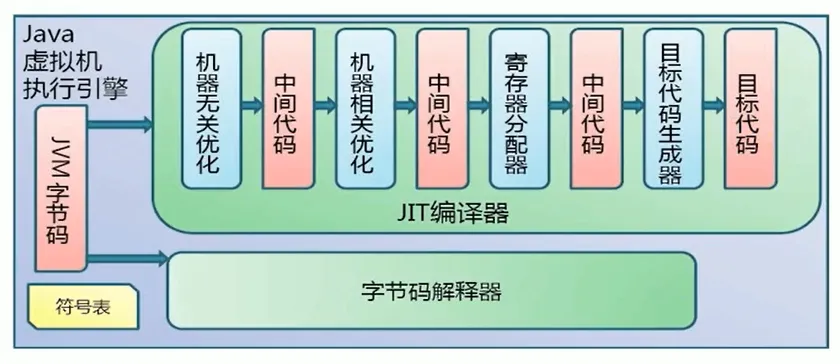 Java
虚拟机
执行引擎
JVM 字节码
符号表
机器无关优化
中间代码
机器相关优化
中间代码
寄存器分配器
中间代码
目标代码生成器
目标代码
JIT编译器
字节码解释器